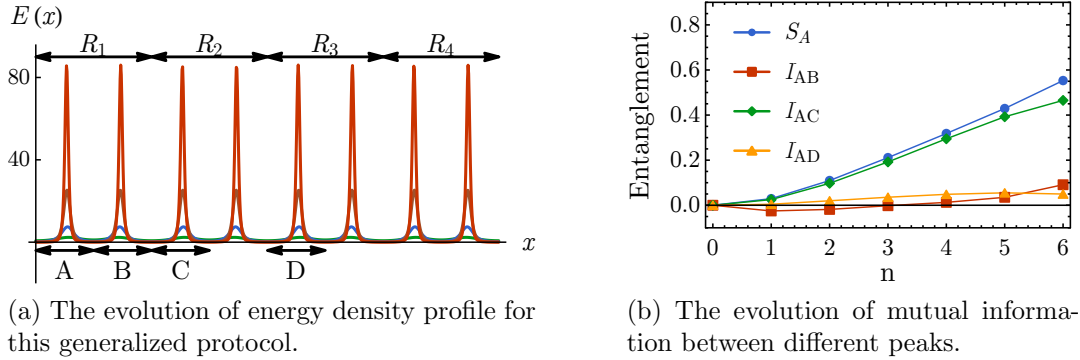 E(x)
R1 R2 R3 R4
80
40
x
A B C D
(a) The evolution of energy density profile for
this generalized protocol.
0.8
0.6
0.4
0.2
0.0
Entanglement
S_A
I_AB
I_AC
I_AD
0 1 2 3 4 5 6
n
(b) The evolution of mutual informa-
tion between different peaks.